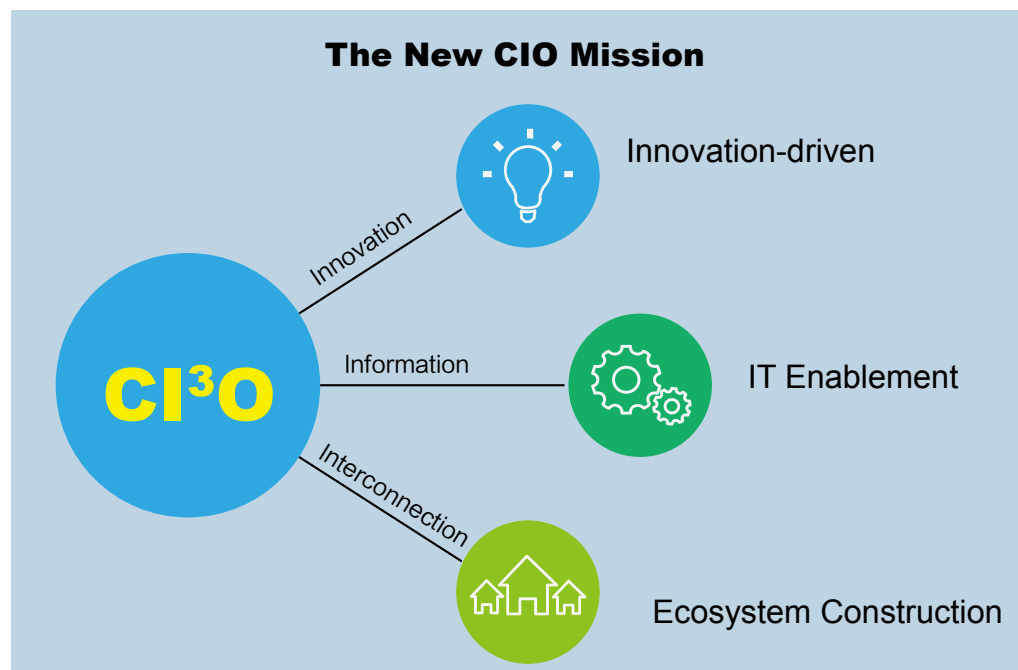 The New CIO Mission
Innovation-driven
Innovation
CI³O
Information
IT Enablement
Interconnection
Ecosystem Construction